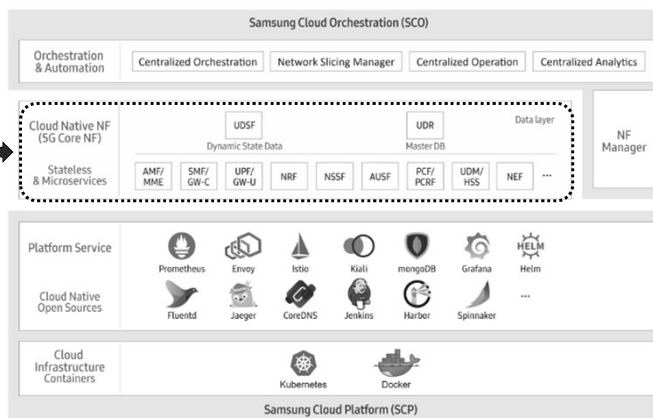 Samsung Cloud Orchestration (SCO)
Orchestration
& Automation
Centralized Orchestration
Network Slicing Manager
Centralized Operation
Centralized Analytics
Cloud Native NF
(5G Core NF)
UDSF
UDR
Data layer
Dynamic State Data
Master DB
Stateless
& Microservices
AMF/
MME
SMF/
GW-C
UPF/
GW-U
NRF
NSSF
AUSF
PCF/
PCRF
UDM/
HSS
NEF
...
NF
Manager
Platform Service
HELM
Prometheus
Envoy
Istio
Kiali
mongoDB
Grafana
Helm
Cloud Native
Open Sources
...
Fluentd
Jaeger
CoreDNS
Jenkins
Harbor
Spinnaker
Cloud
Infrastructure
Containers
Kubernetes
Docker
Samsung Cloud Platform (SCP)